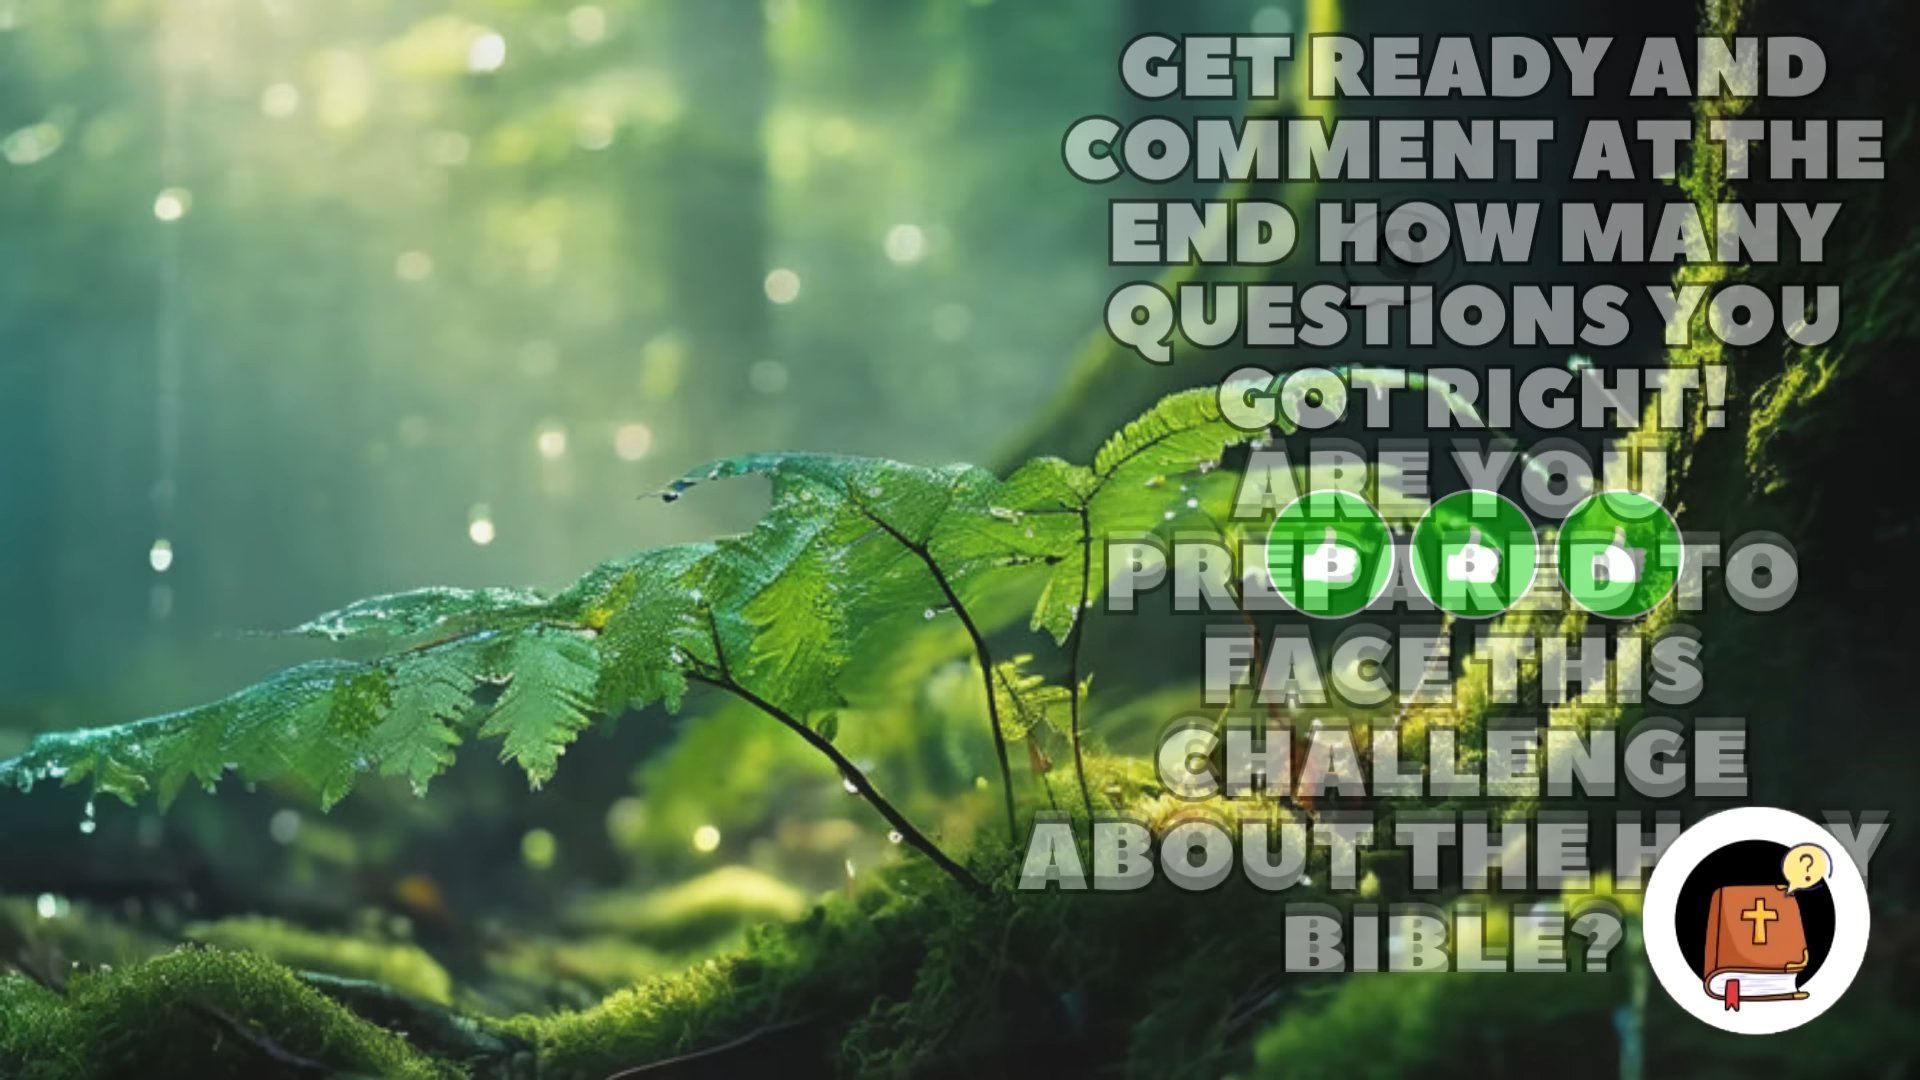 GET READY AND
COMMENT AT THE
END HOW MANY
QUESTIONS YOU
GOT RIGHT!
ARE YOU
PREPARED TO
FACE THIS
CHALLENGE
ABOUT THE H Y
BIBLE?
?